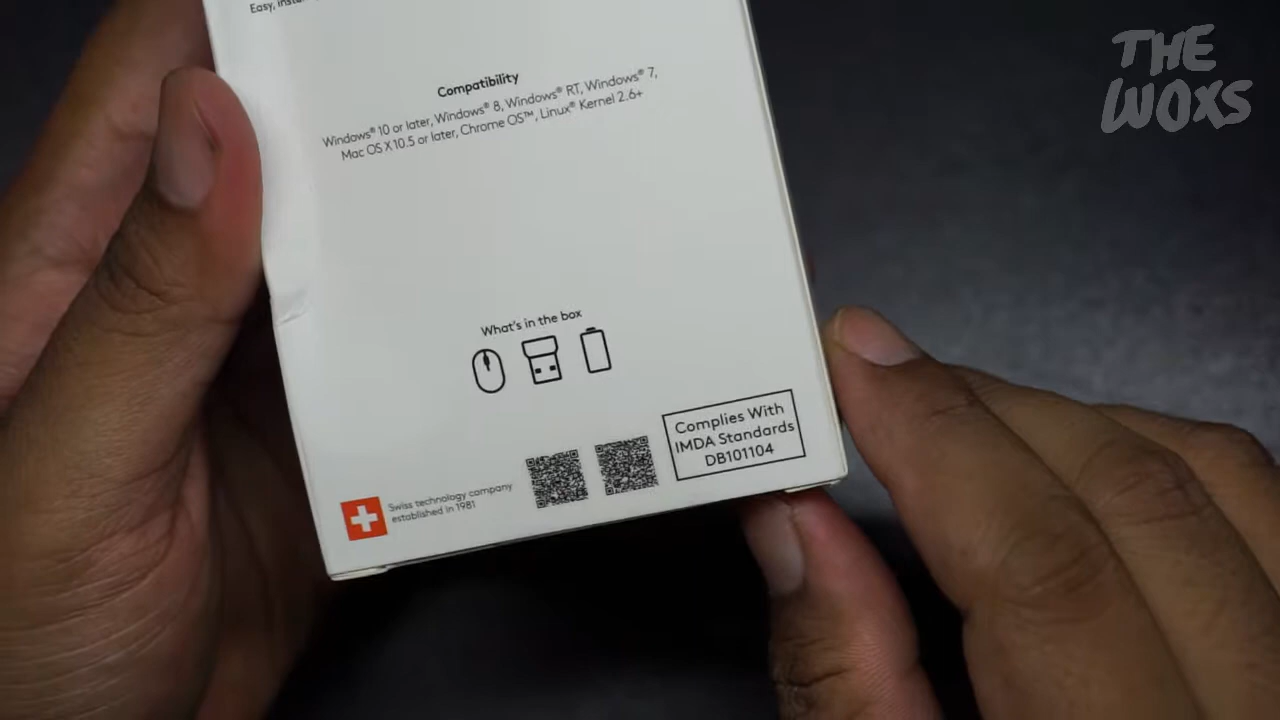 Easy,
THE
WOXS
Compatibility
Windows® 10 or later, Windows® 8, Windows® RT, Windows® 7,
Mac OS X 10.5 or later, Chrome OS™, Linux® Kernel 2.6+
What's in the box
Complies With
IMDA Standards
DB101104
Swiss technology company
established in 1981